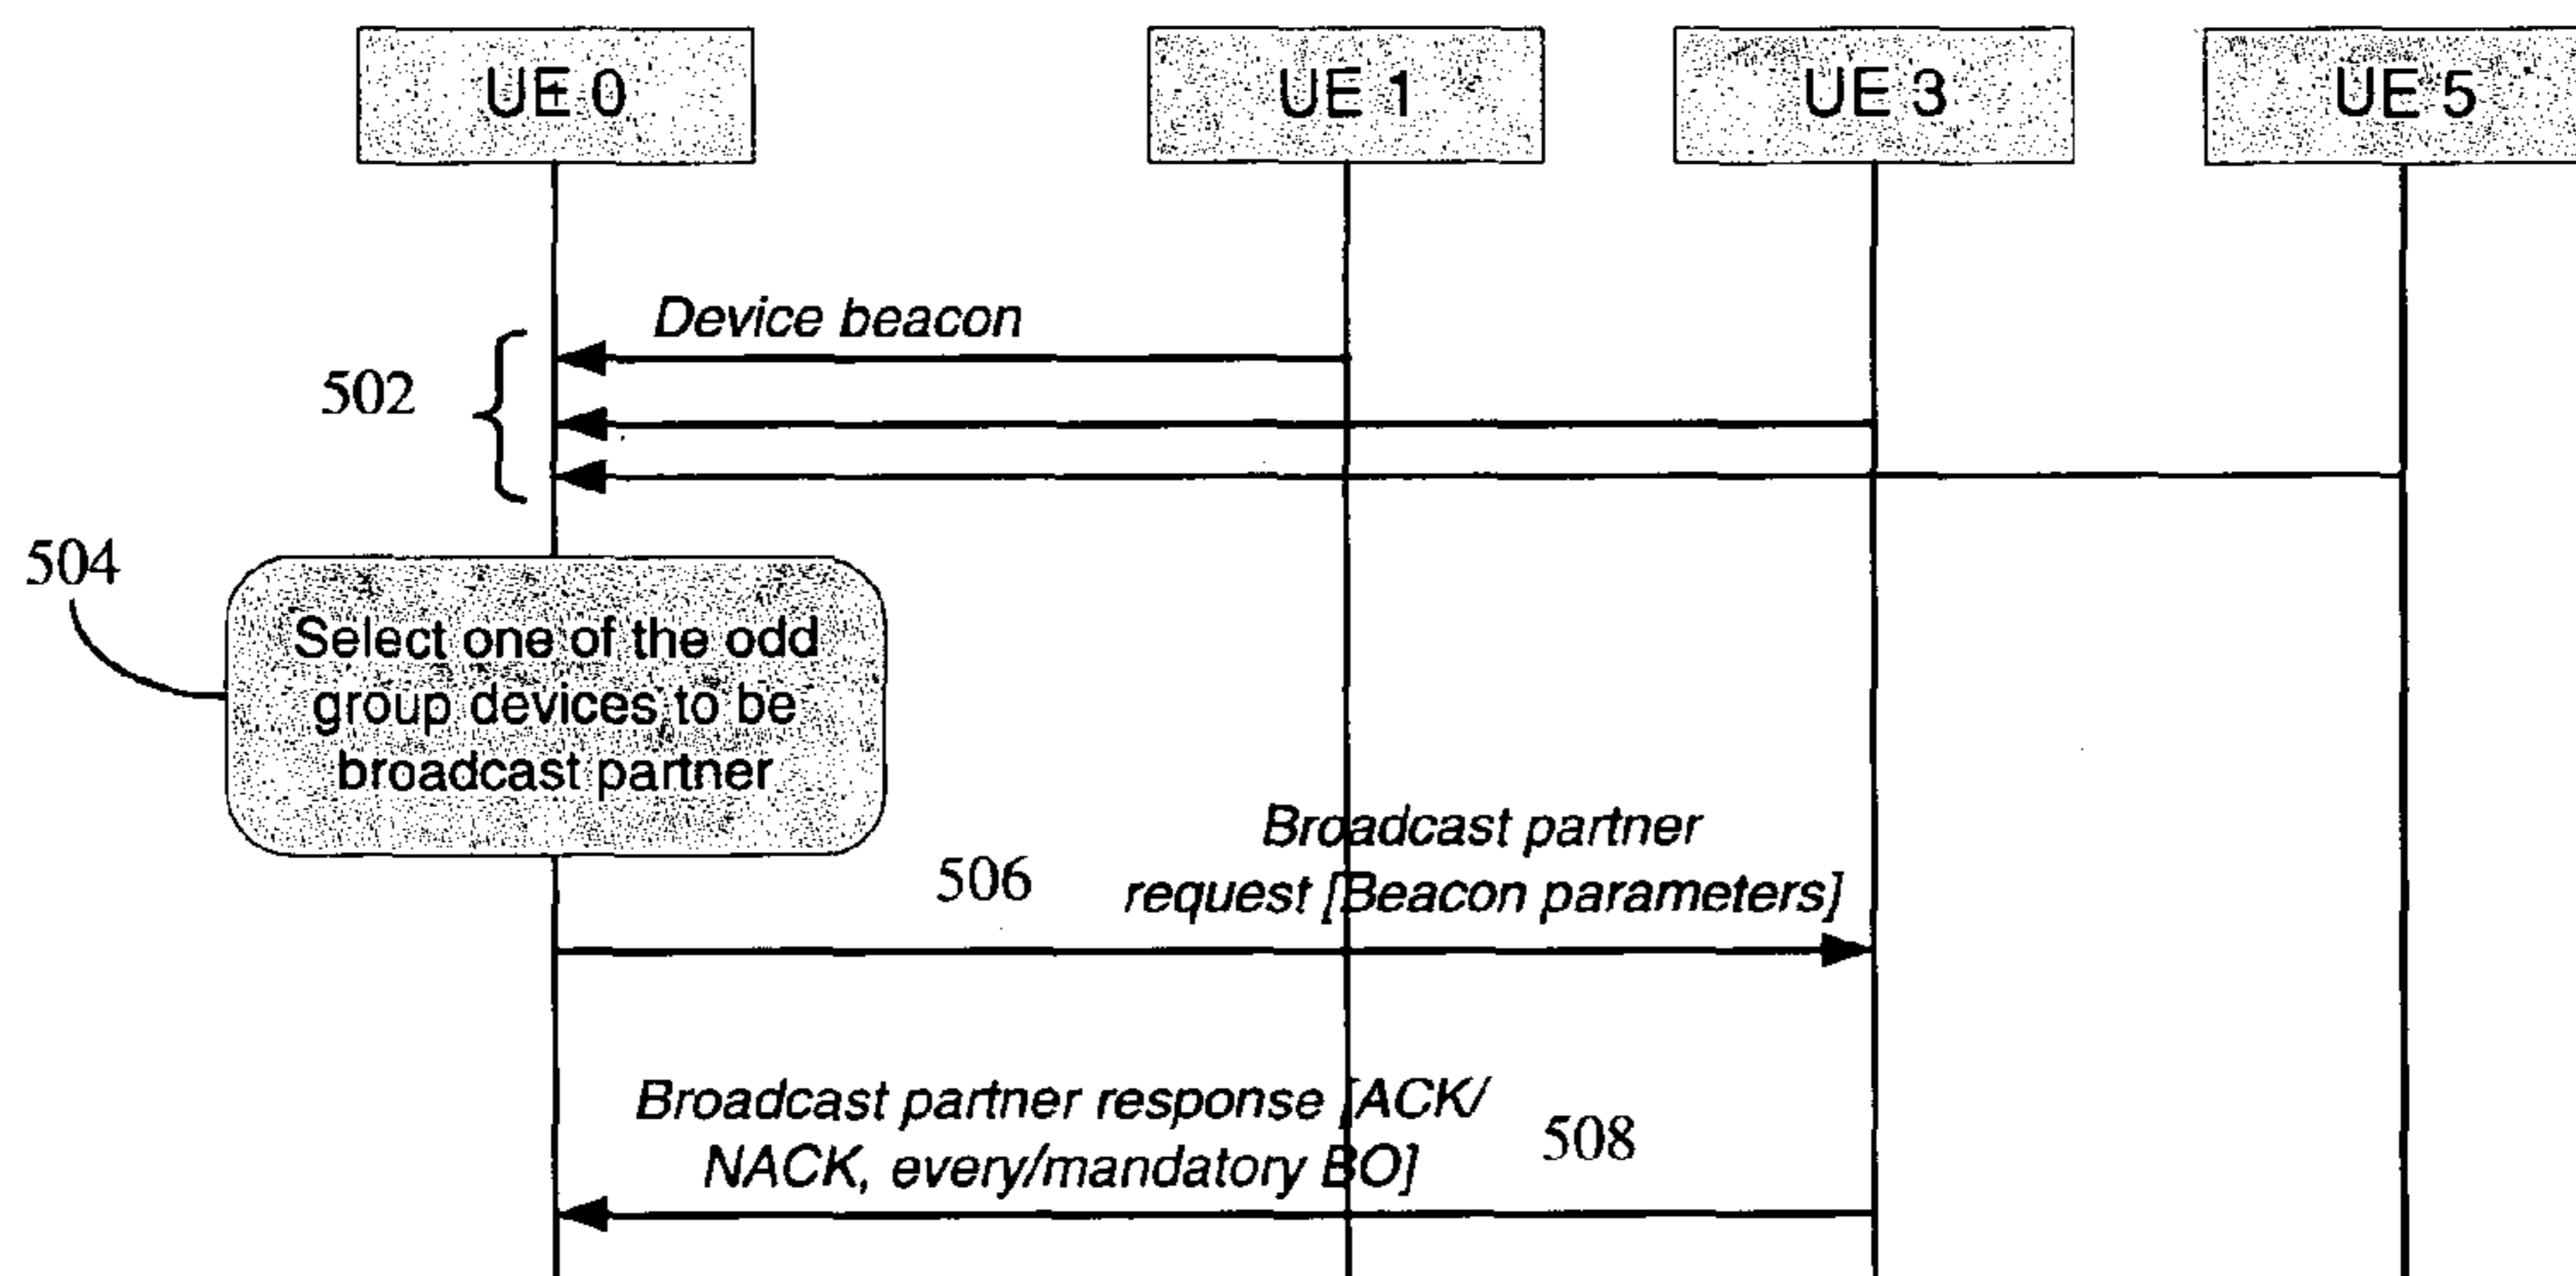 UE 0
UE 1
UE 3
UE 5
Device beacon
502
504
Select one of the odd
group devices to be
broadcast partner
Broadcast partner
506
request [Beacon parameters]
Broadcast partner response [ACK/
NACK, every/mandatory BO]
508